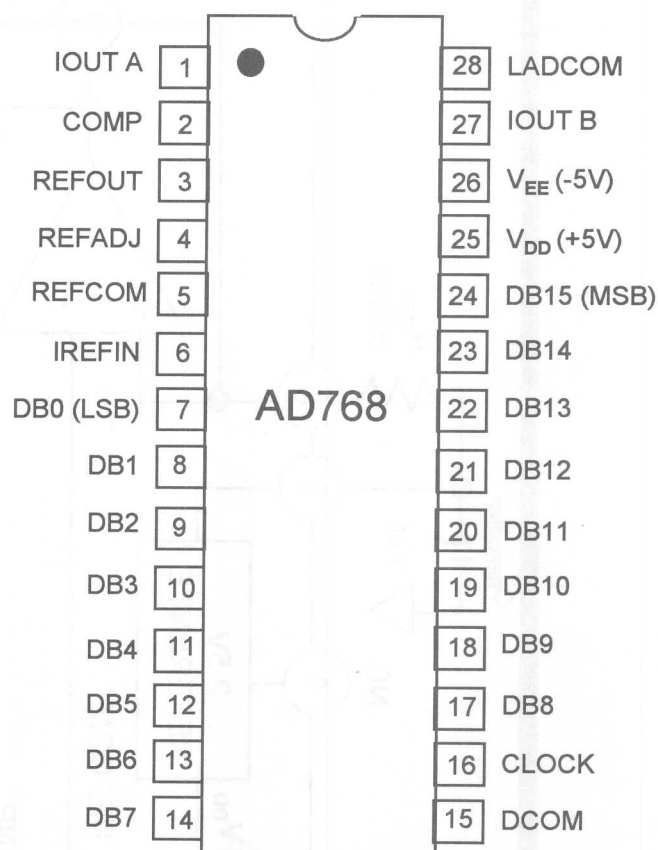 IOUT A 1 28 LADCOM
COMP 2 27 IOUT B
REFOUT 3 26 VEE (-5V)
REFADJ 4 25 VDD (+5V)
REFCOM 5 24 DB15 (MSB)
IREFIN 6 23 DB14
DB0 (LSB) 7 AD768 22 DB13
DB1 8 21 DB12
DB2 9 20 DB11
DB3 10 19 DB10
DB4 11 18 DB9
DB5 12 17 DB8
DB6 13 16 CLOCK
DB7 14 15 DCOM